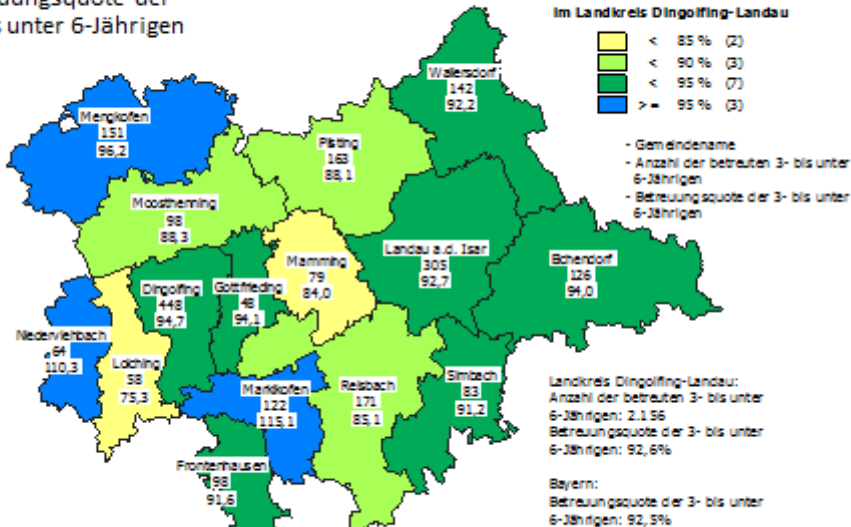 uungsquote der
s unter 6-Jährigen
im Landkreis Dingolfing-Landau
< 85 % (2)
< 90 % (3)
< 95 % (7)
>= 95 % (3)
- Gemeindename
- Anzahl der betreuten 3- bis unter
6-Jährigen
- Betreuungsquote der 3- bis unter
6-Jährigen
Wallersdorf
142
92,2
Mengkofen
151
96,2
Pilsting
163
88,1
Moosthenning
98
88,3
Landau a.d. Isar
305
92,7
Eichendorf
126
94,0
Mamming
79
84,0
Dingolfing
448
94,7
Gottfrieding
48
94,1
Niederviehbach
64
110,3
Loiching
58
75,3
Marklkofen
122
115,1
Reisbach
171
85,1
Simbach
83
91,2
Frontenhausen
98
91,6
Landkreis Dingolfing-Landau:
Anzahl der betreuten 3- bis unter
6-Jährigen: 2.156
Betreuungsquote der 3- bis unter
6-Jährigen: 92,6%
Bayern:
Betreuungsquote der 3- bis unter
6-Jährigen: 92,5%